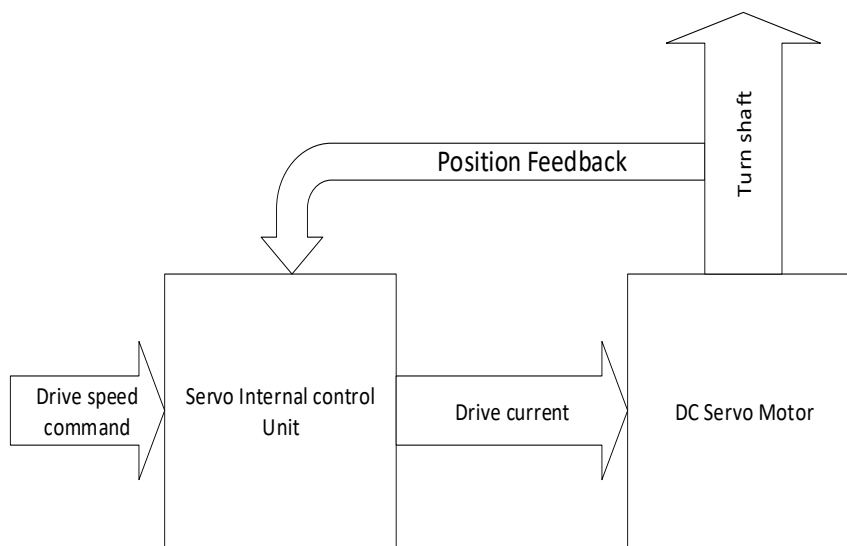 Turn shaft
Position Feedback
Drive speed
command
Servo Internal control
Unit
Drive current
DC Servo Motor